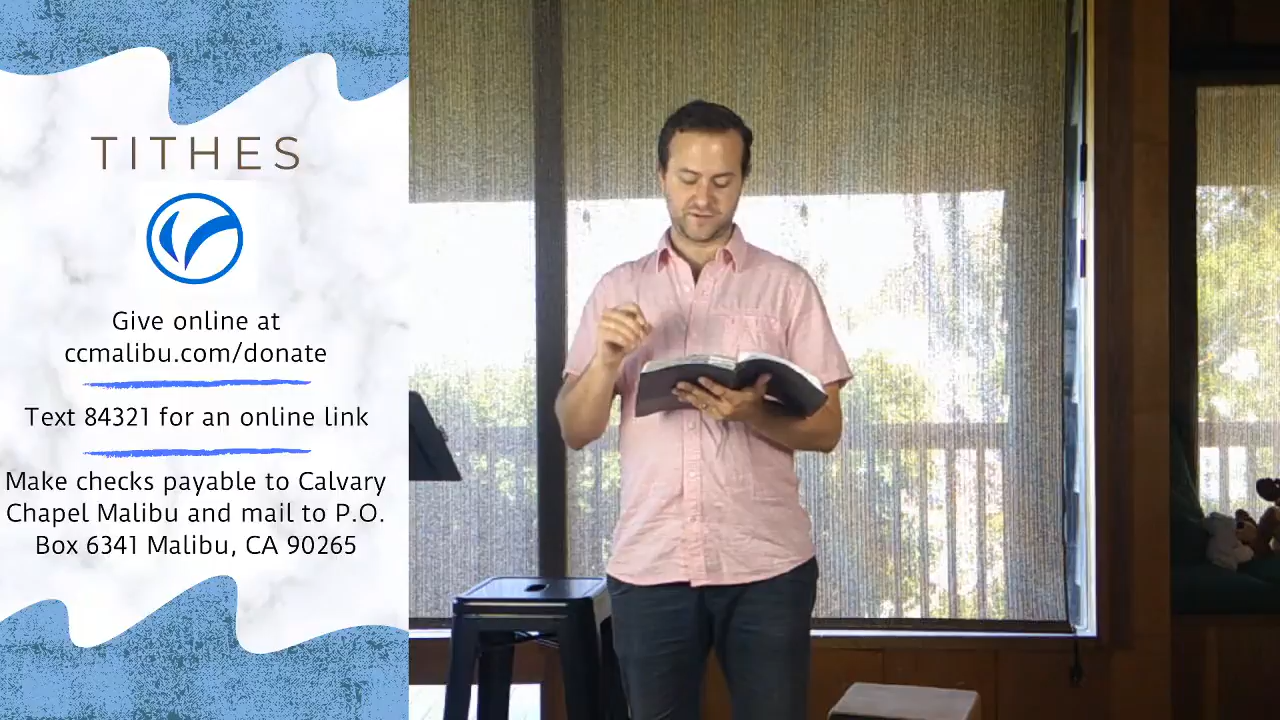 TITHES
Give online at
ccmalibu.com/donate
Text 84321 for an online link
Make checks payable to Calvary
Chapel Malibu and mail to P.O.
Box 6341 Malibu, CA 90265